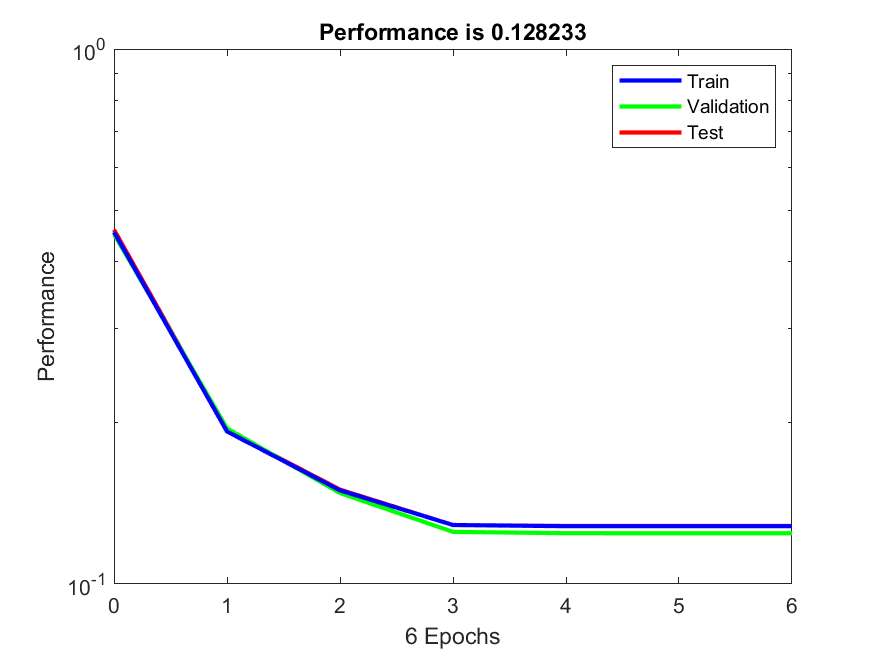 Performance is 0.128233
10^0
Train
Validation
Test
Performance
10^-1
0 1 2 3 4 5 6
6 Epochs